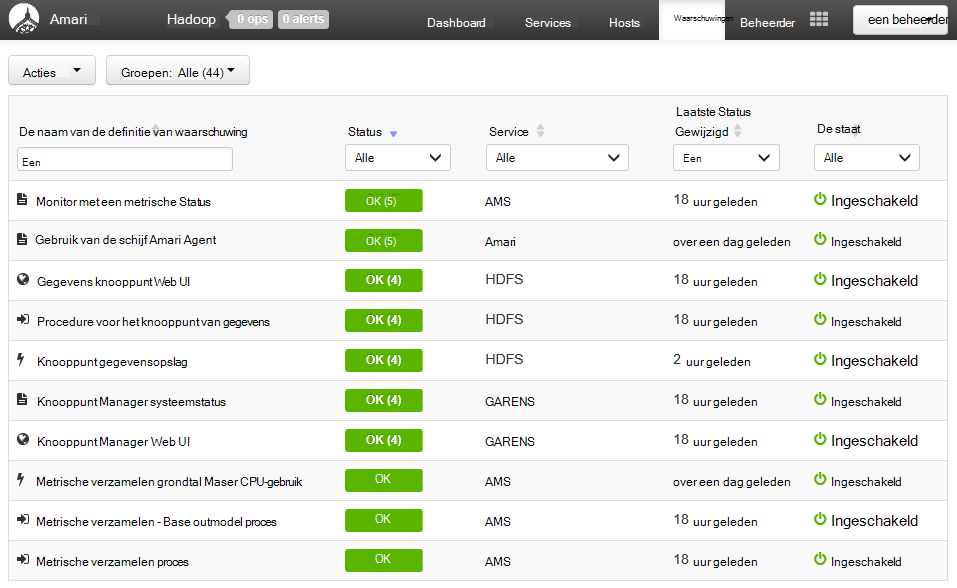 Amari Hadoop 0 ops 0 alerts Dashboard Services Hosts Waarschuwingen Beheerder een beheerder
Acties Groepen: Alle (44)
Laatste Status
De naam van de definitie van waarschuwing Status Service Gewijzigd De staat
Een Alle Alle Een Alle
Monitor met een metrische Status OK (5) AMS 18 uur geleden Ingeschakeld
Gebruik van de schijf Amari Agent OK (5) Amari over een dag geleden Ingeschakeld
Gegevens knooppunt Web UI OK (4) HDFS 18 uur geleden Ingeschakeld
Procedure voor het knooppunt van gegevens OK (4) HDFS 18 uur geleden Ingeschakeld
Knooppunt gegevensopslag OK (4) HDFS 2 uur geleden Ingeschakeld
Knooppunt Manager systeemstatus OK (4) GARENS 18 uur geleden Ingeschakeld
Knooppunt Manager Web UI OK (4) GARENS 18 uur geleden Ingeschakeld
Metrische verzamelen grondtal Maser CPU-gebruik OK AMS over een dag geleden Ingeschakeld
Metrische verzamelen - Base outmodel proces OK AMS 18 uur geleden Ingeschakeld
Metrische verzamelen proces OK AMS 18 uur geleden Ingeschakeld